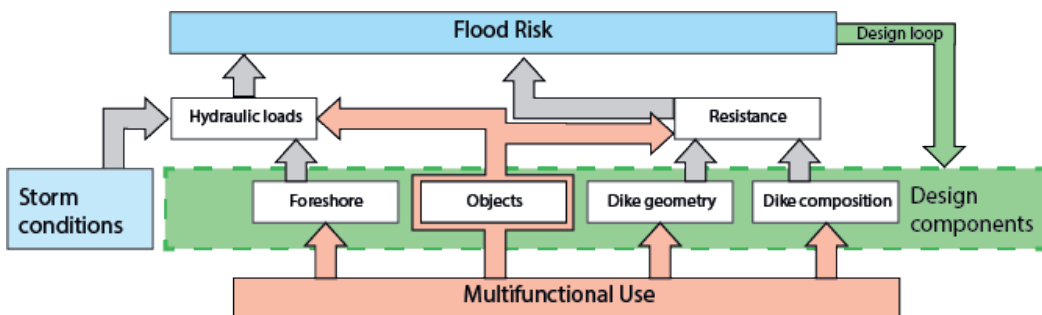 Flood Risk
Design loop
Hydraulic loads
Resistance
Storm
conditions
Foreshore
Objects
Dike geometry
Dike composition
Design
components
Multifunctional Use